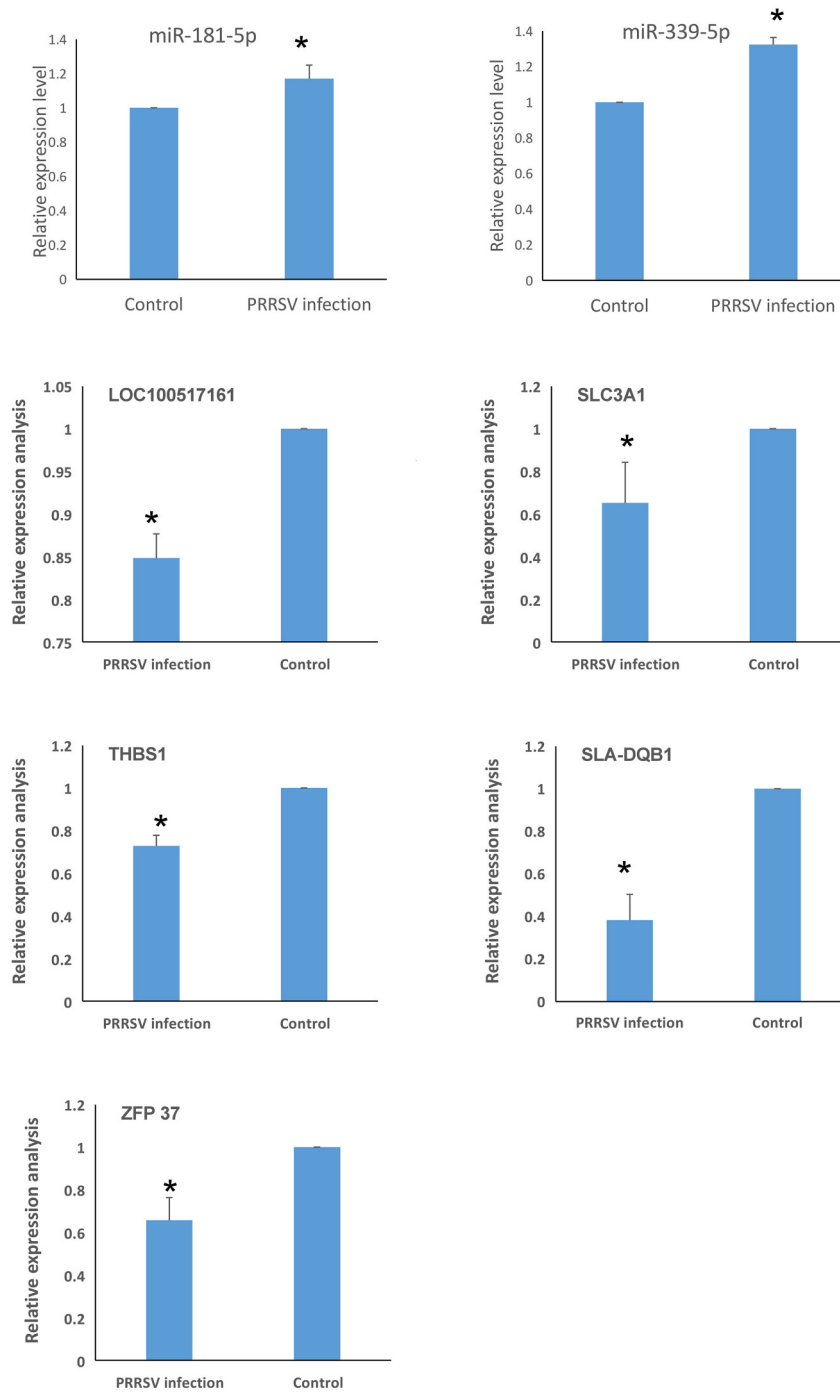 miR-181-5p
Relative expression level
1.4
1.2
1
0.8
0.6
0.4
0.2
0
*
Control
PRRSV infection
miR-339-5p
Relative expression level
1.4
1.2
1
0.8
0.6
0.4
0.2
0
*
Control
PRRSV infection
LOC100517161
Relative expression analysis
1.05
1
0.95
0.9
0.85
0.8
0.75
*
PRRSV infection
Control
SLC3A1
Relative expression analysis
1.2
1
0.8
0.6
0.4
0.2
0
*
PRRSV infection
Control
THBS1
Relative expression analysis
1.2
1
0.8
0.6
0.4
0.2
0
*
PRRSV infection
Control
SLA-DQB1
Relative expression analysis
1.2
1
0.8
0.6
0.4
0.2
0
*
PRRSV infection
Control
ZFP 37
Relative expression analysis
1.2
1
0.8
0.6
0.4
0.2
0
*
PRRSV infection
Control